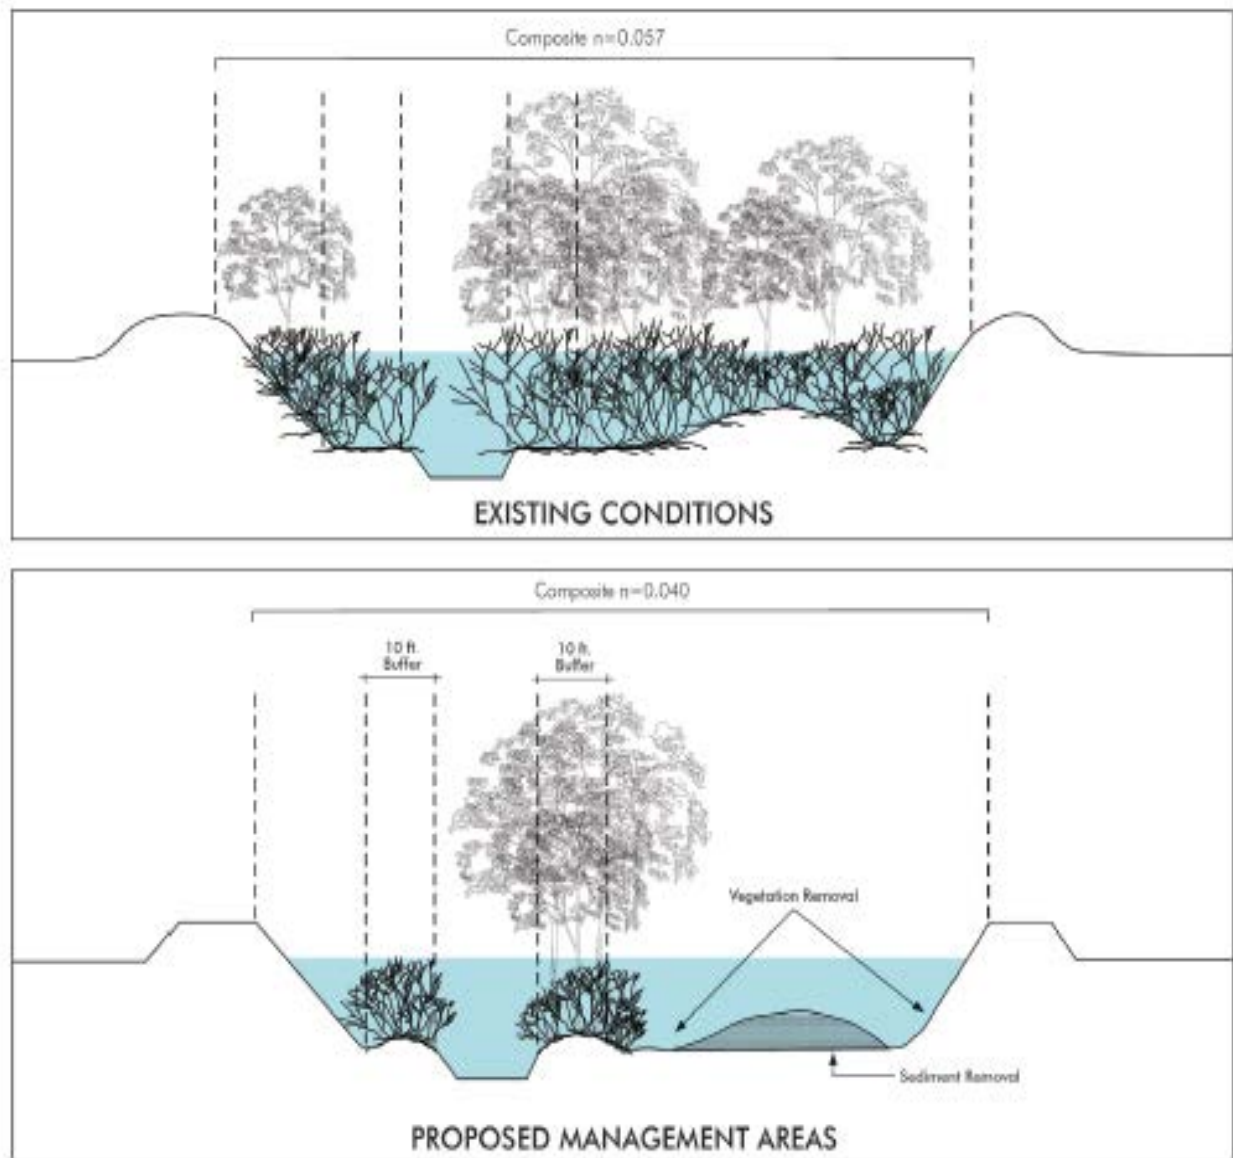 Composite n=0.057
EXISTING CONDITIONS
Composite n=0.040
10 ft.
Buffer
10 ft.
Buffer
Vegetation Removal
Sediment Removal
PROPOSED MANAGEMENT AREAS